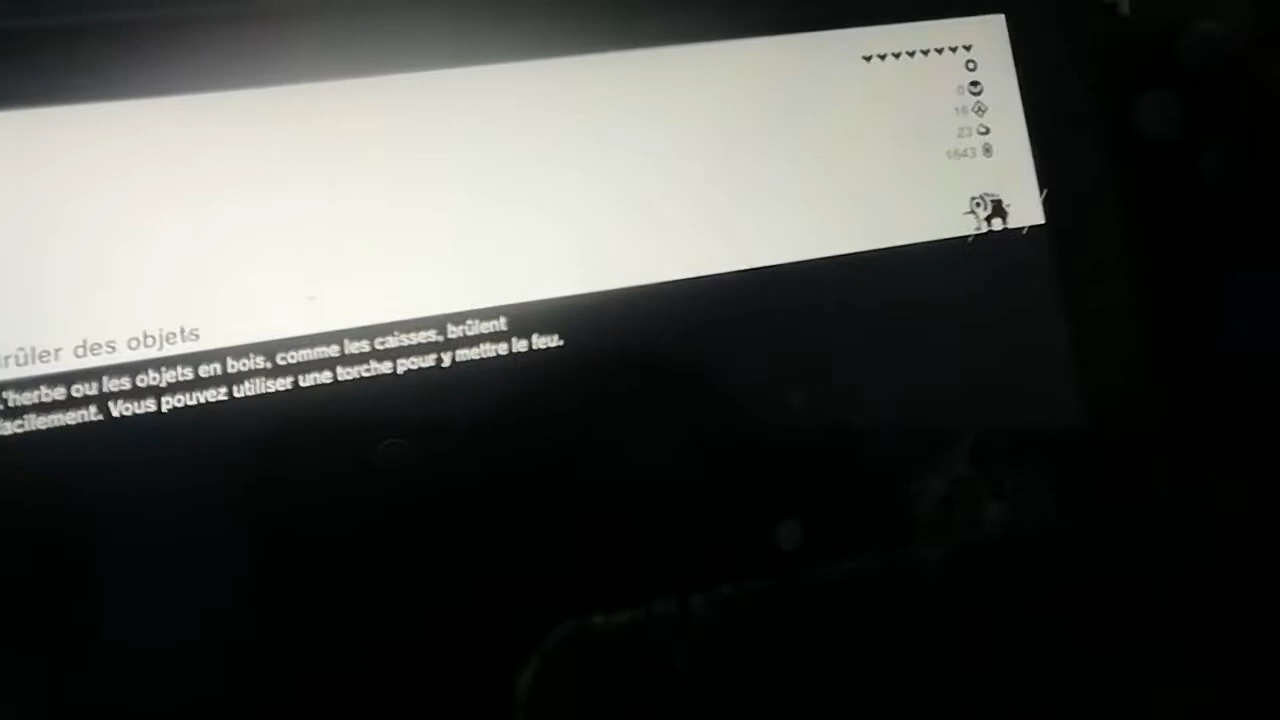 0
16
23
1643
rûler des objets
L'herbe ou les objets en bois, comme les caisses, brûlent
facilement. Vous pouvez utiliser une torche pour y mettre le feu.